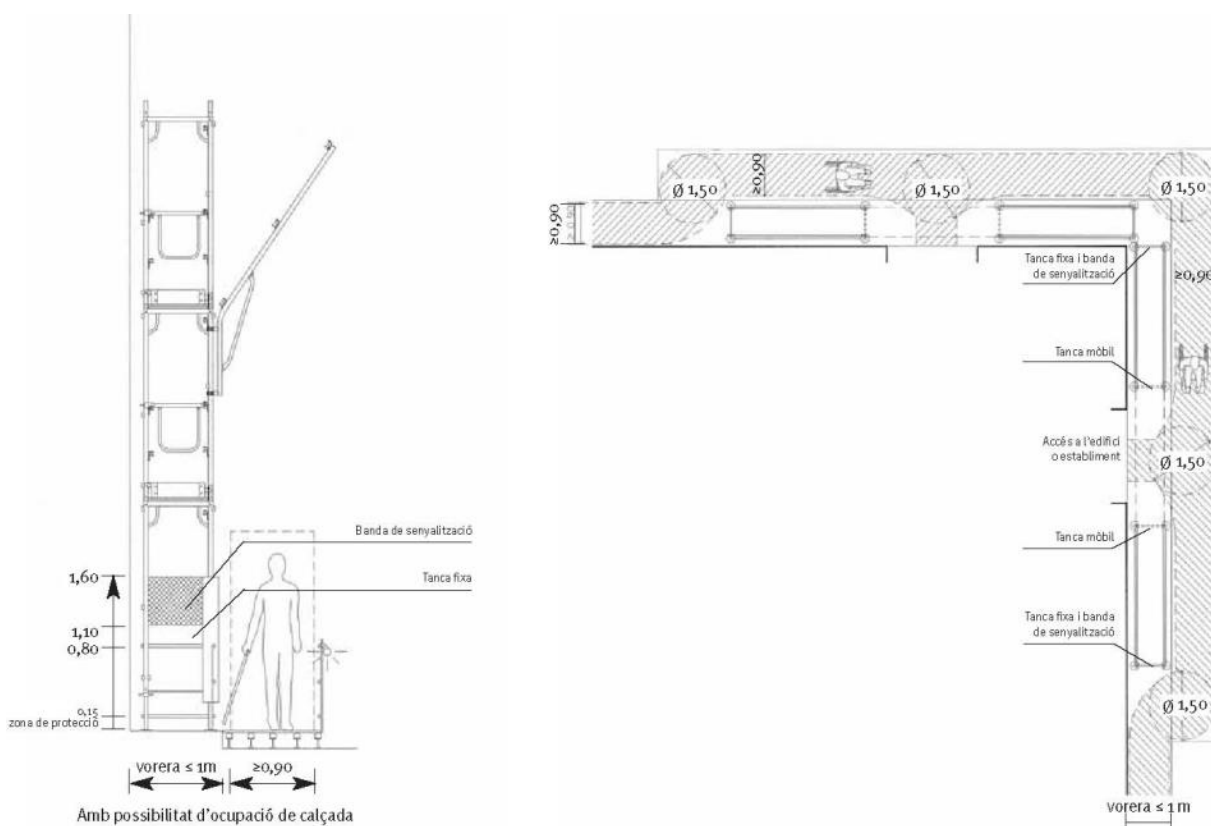 Banda de senyalització
Tanca fixa
1,60
1,10
0,80
0,15
zona de protecció
vorera ≤ 1m
≥0,90
Amb possibilitat d'ocupació de calçada
Ø 1,50
≥0,90
Ø 1,50
Ø 1,50
≥0,90
≥0,90
Tanca fixa i banda
de senyalització
≥0,90
Tanca mòbil
Accés a l'edifici
o establiment
Ø 1,50
Tanca mòbil
Tanca fixa i banda
de senyalització
Ø 1,50
vorera ≤ 1m